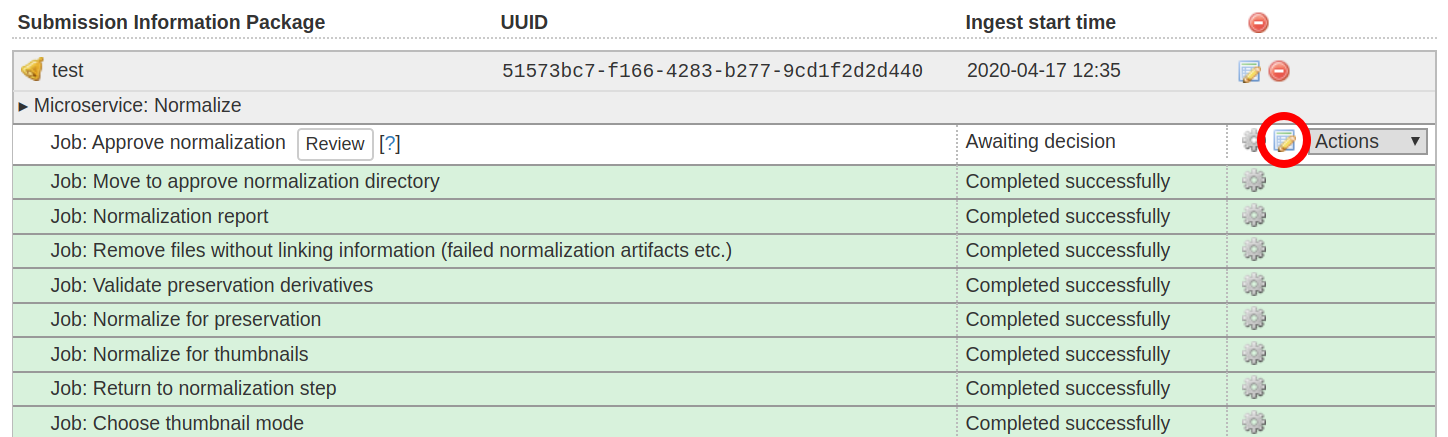 Submission Information Package UUID Ingest start time
test 51573bc7-f166-4283-b277-9cd1f2d2d440 2020-04-17 12:35
▸ Microservice: Normalize
Job: Approve normalization Review [?] Awaiting decision Actions ▼
Job: Move to approve normalization directory Completed successfully
Job: Normalization report Completed successfully
Job: Remove files without linking information (failed normalization artifacts etc.) Completed successfully
Job: Validate preservation derivatives Completed successfully
Job: Normalize for preservation Completed successfully
Job: Normalize for thumbnails Completed successfully
Job: Return to normalization step Completed successfully
Job: Choose thumbnail mode Completed successfully